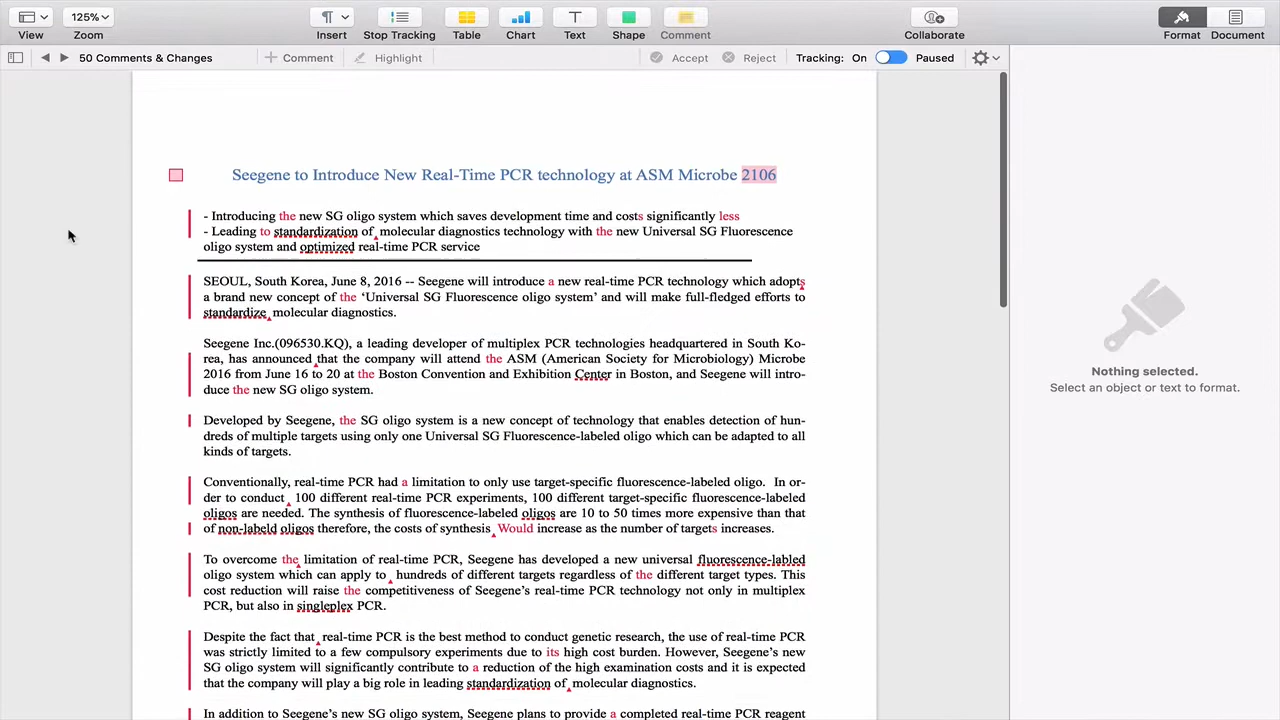 125%
View
Zoom
Insert
Stop Tracking
Table
Chart
Text
Shape
Comment
Collaborate
Format
Document
50 Comments & Changes
Comment
Highlight
Accept
Reject
Tracking: On
Paused
Seegene to Introduce New Real-Time PCR technology at ASM Microbe 2106
- Introducing the new SG oligo system which saves development time and costs significantly less
- Leading to standardization of molecular diagnostics technology with the new Universal SG Fluorescence
oligo system and optimized real-time PCR service
SEOUL, South Korea, June 8, 2016 -- Seegene will introduce a new real-time PCR technology which adopts
a brand new concept of the ‘Universal SG Fluorescence oligo system’ and will make full-fledged efforts to
standardize molecular diagnostics.
Seegene Inc.(096530.KQ), a leading developer of multiplex PCR technologies headquartered in South Ko-
rea, has announced that the company will attend the ASM (American Society for Microbiology) Microbe
2016 from June 16 to 20 at the Boston Convention and Exhibition Center in Boston, and Seegene will intro-
duce the new SG oligo system.
Developed by Seegene, the SG oligo system is a new concept of technology that enables detection of hun-
dreds of multiple targets using only one Universal SG Fluorescence-labeled oligo which can be adapted to all
kinds of targets.
Conventionally, real-time PCR had a limitation to only use target-specific fluorescence-labeled oligo. In or-
der to conduct 100 different real-time PCR experiments, 100 different target-specific fluorescence-labeled
oligos are needed. The synthesis of fluorescence-labeled oligos are 10 to 50 times more expensive than that
of non-labeld oligos therefore, the costs of synthesis Would increase as the number of targets increases.
To overcome the limitation of real-time PCR, Seegene has developed a new universal fluorescence-labled
oligo system which can apply to hundreds of different targets regardless of the different target types. This
cost reduction will raise the competitiveness of Seegene’s real-time PCR technology not only in multiplex
PCR, but also in singleplex PCR.
Despite the fact that real-time PCR is the best method to conduct genetic research, the use of real-time PCR
was strictly limited to a few compulsory experiments due to its high cost burden. However, Seegene’s new
SG oligo system will significantly contribute to a reduction of the high examination costs and it is expected
that the company will play a big role in leading standardization of molecular diagnostics.
In addition to Seegene’s new SG oligo system, Seegene plans to provide a completed real-time PCR reagent
Nothing selected.
Select an object or text to format.